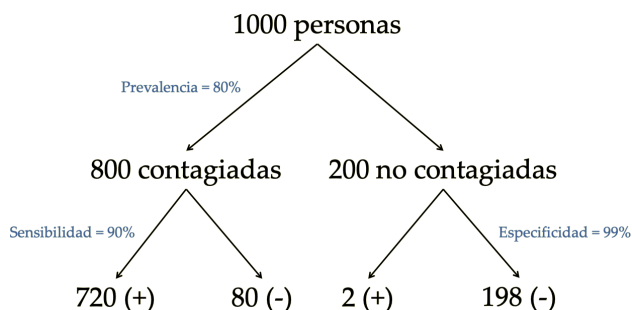 1000 personas
Prevalencia = 80%
800 contagiadas
200 no contagiadas
Sensibilidad = 90%
Especificidad = 99%
720 (+)
80 (-)
2 (+)
198 (-)